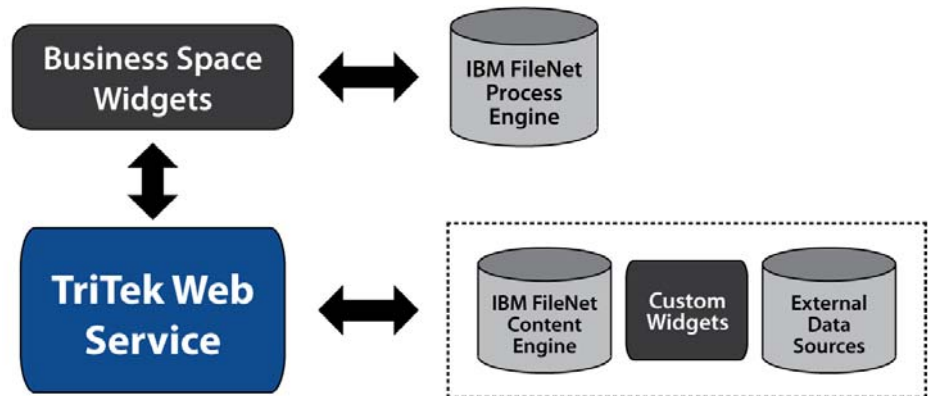 Business Space
Widgets
IBM FileNet
Process
Engine
TriTek Web
Service
IBM FileNet
Content
Engine
Custom
Widgets
External
Data
Sources